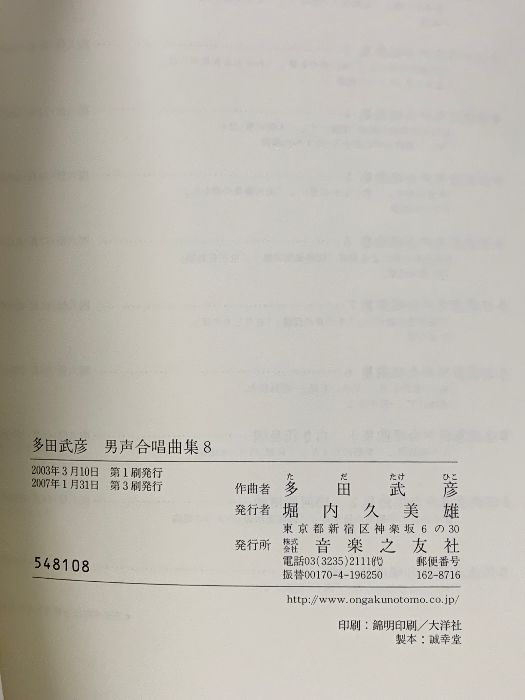 多田武彦 男声合唱曲集8
2003年3月10日 第1刷発行
2007年1月31日 第3刷発行
た だ たけ ひこ
作曲者 多田武彦
発行者 堀内久美雄
東京都新宿区神楽坂6の30
発行所 株式会社 音楽之友社
電話03(3235)2111代 郵便番号
振替00170-4-196250 162-8716
548108
http://www.ongakunotomo.co.jp/
印刷:錦明印刷/大洋社
製本:誠幸堂